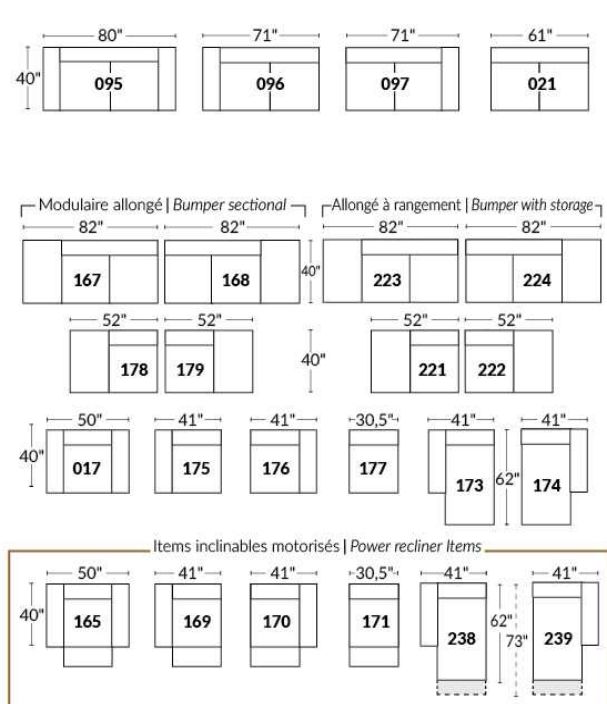 80" 71" 71" 61"
40" 095 096 097 021
Modulaire allongé | Bumper sectional Allongé à rangement | Bumper with storage
82" 82" 82" 82"
167 168 40" 223 224
52" 52" 52" 52"
178 179 40" 221 222
50" 41" 41" 30,5" 41" 41"
40" 017 175 176 177 173 62" 174
Items inclinables motorisés | Power recliner Items
50" 41" 41" 30,5" 41" 41"
40" 165 169 170 171 238 62" 73" 239